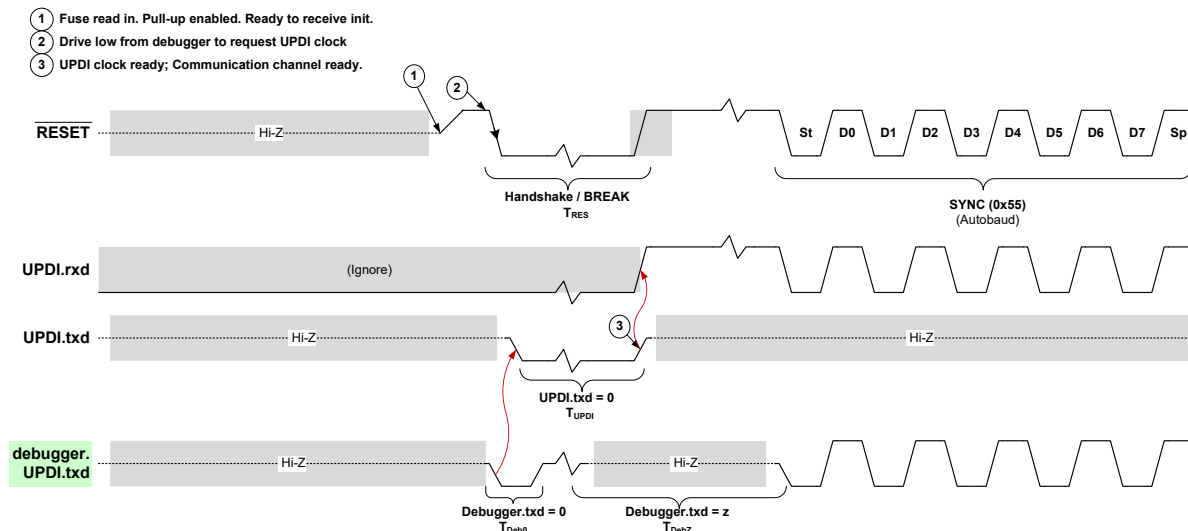 1 Fuse read in. Pull-up enabled. Ready to receive init.
2 Drive low from debugger to request UPDI clock
3 UPDI clock ready; Communication channel ready.
1
2
RESET
Hi-Z
St D0 D1 D2 D3 D4 D5 D6 D7 Sp
Handshake / BREAK
TRES
SYNC (0x55)
(Autobaud)
UPDI.rxd
(Ignore)
3
UPDI.txd
Hi-Z
Hi-Z
UPDI.txd = 0
TUPDI
debugger.
UPDI.txd
Hi-Z
Hi-Z
Debugger.txd = 0
TDeb0
Debugger.txd = z
TDebZ